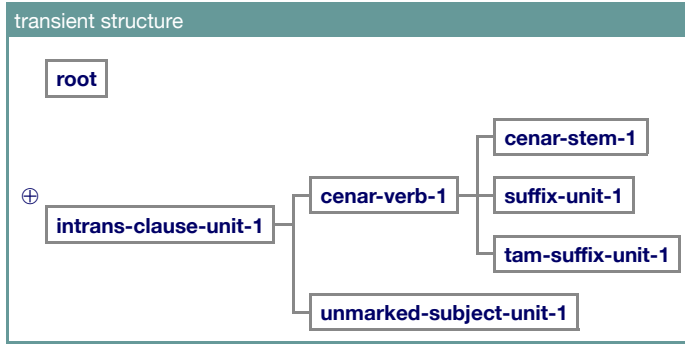 transient structure
root
cenar-stem-1
cenar-verb-1
suffix-unit-1
⊕
intrans-clause-unit-1
tam-suffix-unit-1
unmarked-subject-unit-1